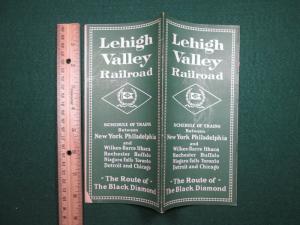 Lehigh
Valley
Railroad
SCHEDULE OF TRAINS
Between
New York Philadelphia
and
Wilkes-Barre Ithaca
Rochester Buffalo
Niagara Falls Toronto
Detroit and Chicago
The Route of
The Black Diamond
Lehigh
Valley
Railroad
SCHEDULE OF TRAINS
Between
New York Philadelphia
and
Wilkes-Barre Ithaca
Rochester Buffalo
Niagara Falls Toronto
Detroit and Chicago
The Route of
The Black Diamond